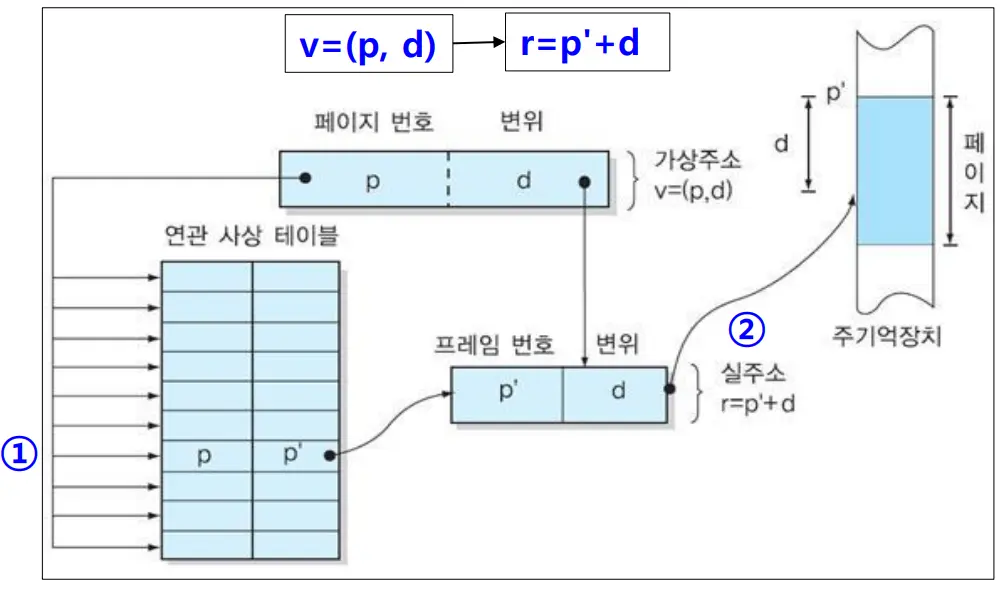 v=(p, d)
r=p'+d
페이지 번호
변위
p
d
가상주소
v=(p,d)
p'
d
페이지
연관 사상 테이블
①
p
p'
프레임 번호
변위
p'
d
실주소
r=p'+d
②
주기억장치